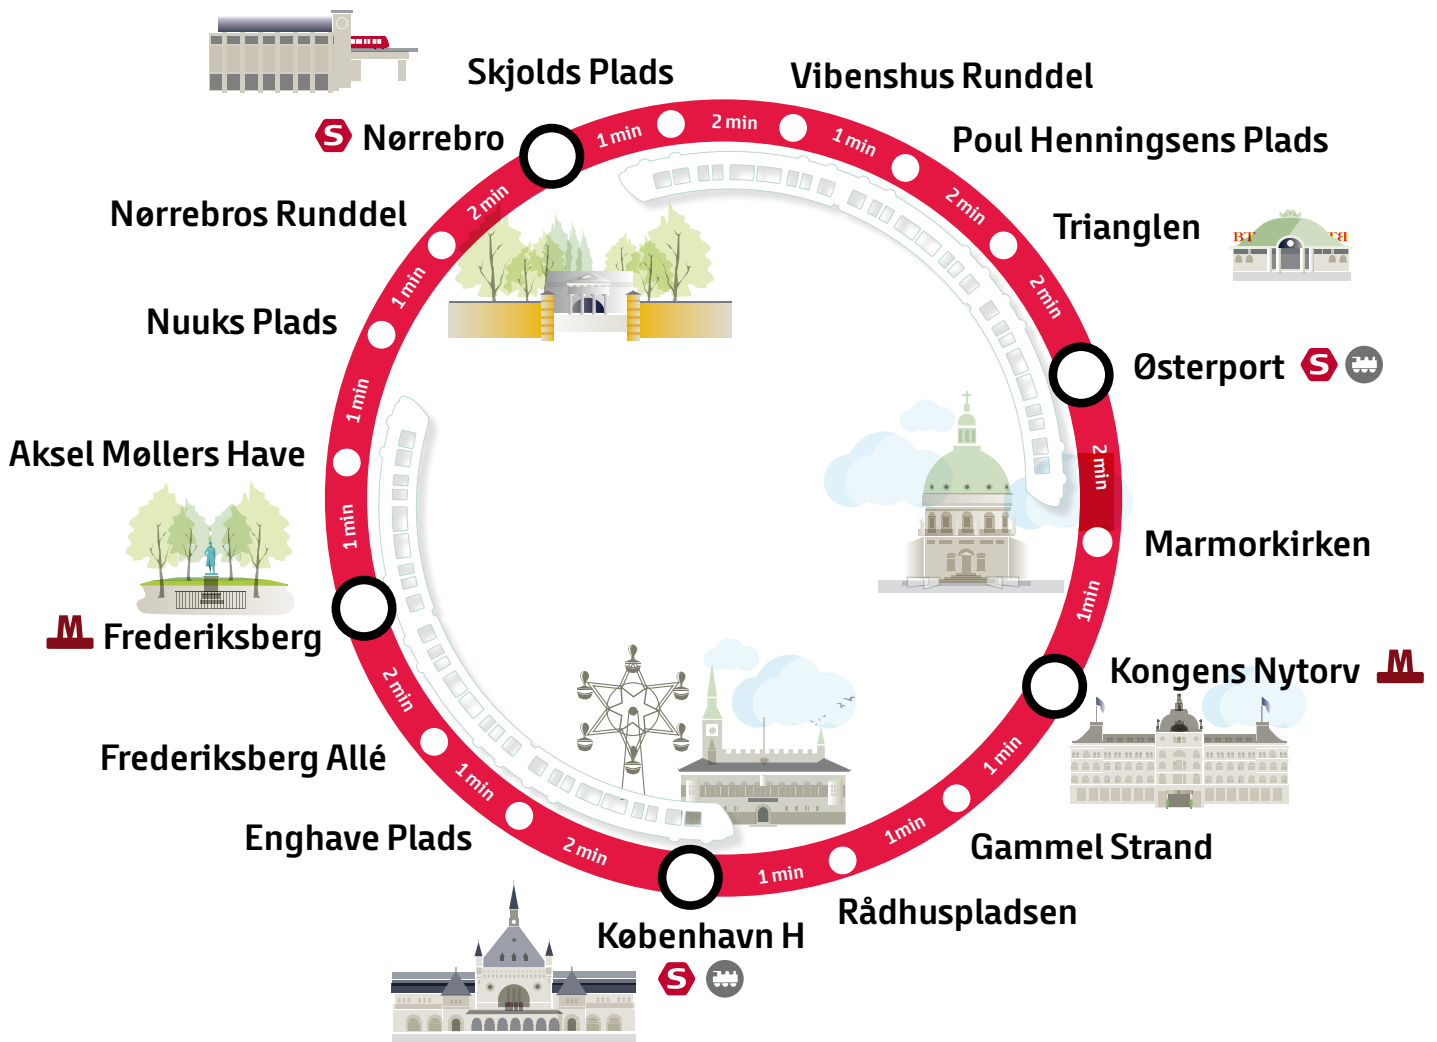 Skjolds Plads
Vibenshus Runddel
1 min
2 min
1 min
S Nørrebro
Poul Henningsens Plads
2 min
2 min
Nørrebros Runddel
Trianglen
BT
TR
1 min
2 min
Nuuks Plads
Østerport S
1 min
2 min
Aksel Møllers Have
1 min
Marmorkirken
1min
M Frederiksberg
Kongens Nytorv M
2 min
Frederiksberg Allé
1 min
1 min
Enghave Plads
1min
Gammel Strand
2 min
1 min
Rådhuspladsen
København H
S